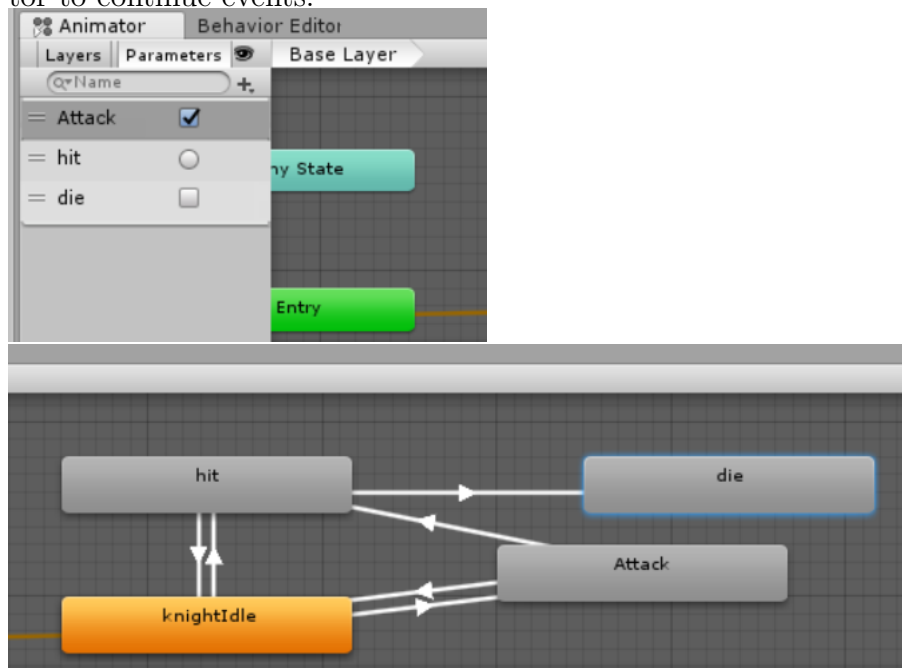 tor to continue events.
Animator Behavior Editor
Layers Parameters Base Layer
Name
Attack
hit
ny State
die
Entry
hit die
Attack
knightIdle